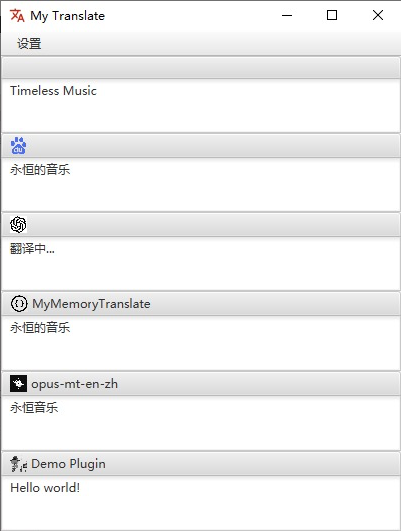 My Translate
设置
Timeless Music
du
永恒的音乐
翻译中...
MyMemoryTranslate
永恒的音乐
opus-mt-en-zh
永恒音乐
Demo Plugin
Hello world!